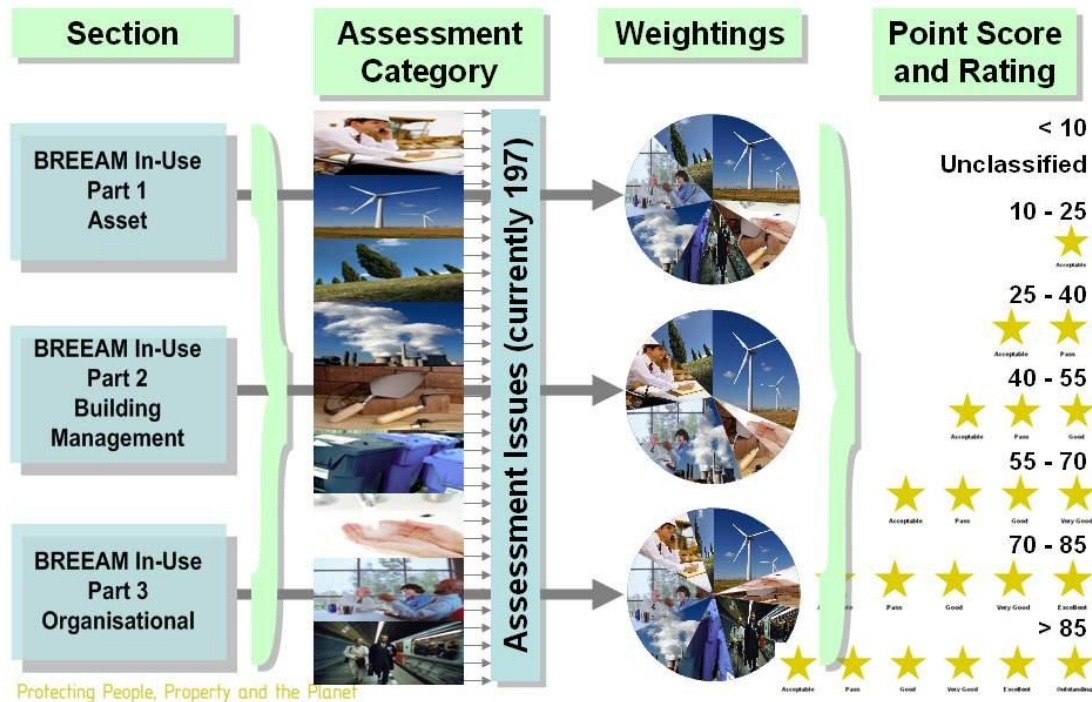 Section
Assessment
Category
Weightings
Point Score
and Rating
BREEAM In-Use
Part 1
Asset
BREEAM In-Use
Part 2
Building
Management
BREEAM In-Use
Part 3
Organisational
Assessment Issues (currently 197)
< 10
Unclassified
10 - 25
Acceptable
25 - 40
Acceptable Pass
40 - 55
Acceptable Pass Good
55 - 70
Acceptable Pass Good Very Good
70 - 85
Pass Good Very Good Excellent
> 85
Acceptable Pass Good Very Good Excellent Outstanding
Protecting People, Property and the Planet